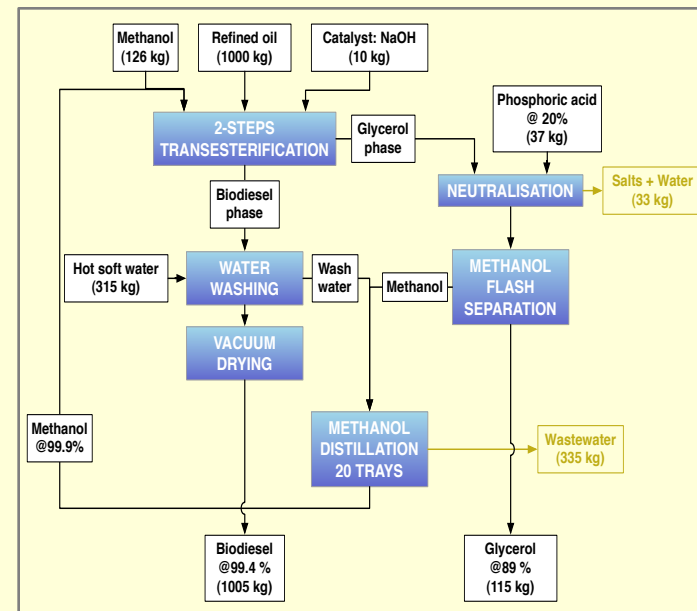 Methanol
(126 kg)
Refined oil
(1000 kg)
Catalyst: NaOH
(10 kg)
Phosphoric acid
@ 20%
(37 kg)
2-STEPS
TRANSESTERIFICATION
Glycerol
phase
NEUTRALISATION
Salts + Water
(33 kg)
Biodiesel
phase
Hot soft water
(315 kg)
WATER
WASHING
Wash
water
Methanol
METHANOL
FLASH
SEPARATION
VACUUM
DRYING
Methanol
@99.9%
METHANOL
DISTILLATION
20 TRAYS
Wastewater
(335 kg)
Biodiesel
@99.4 %
(1005 kg)
Glycerol
@89 %
(115 kg)